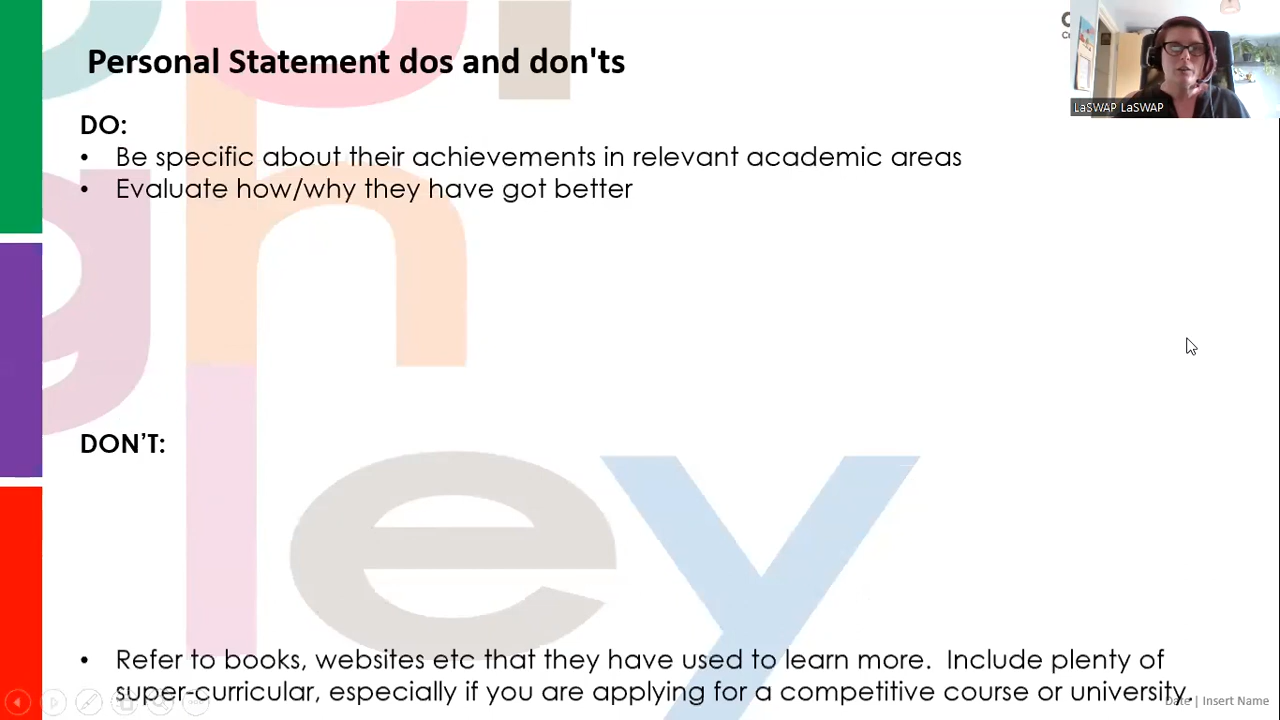 Personal Statement dos and don'ts
LaSWAP LaSWAP
DO:
• Be specific about their achievements in relevant academic areas
• Evaluate how/why they have got better
DON'T:
• Refer to books, websites etc that they have used to learn more. Include plenty of
super-curricular, especially if you are applying for a competitive course or university.
Date | Insert Name